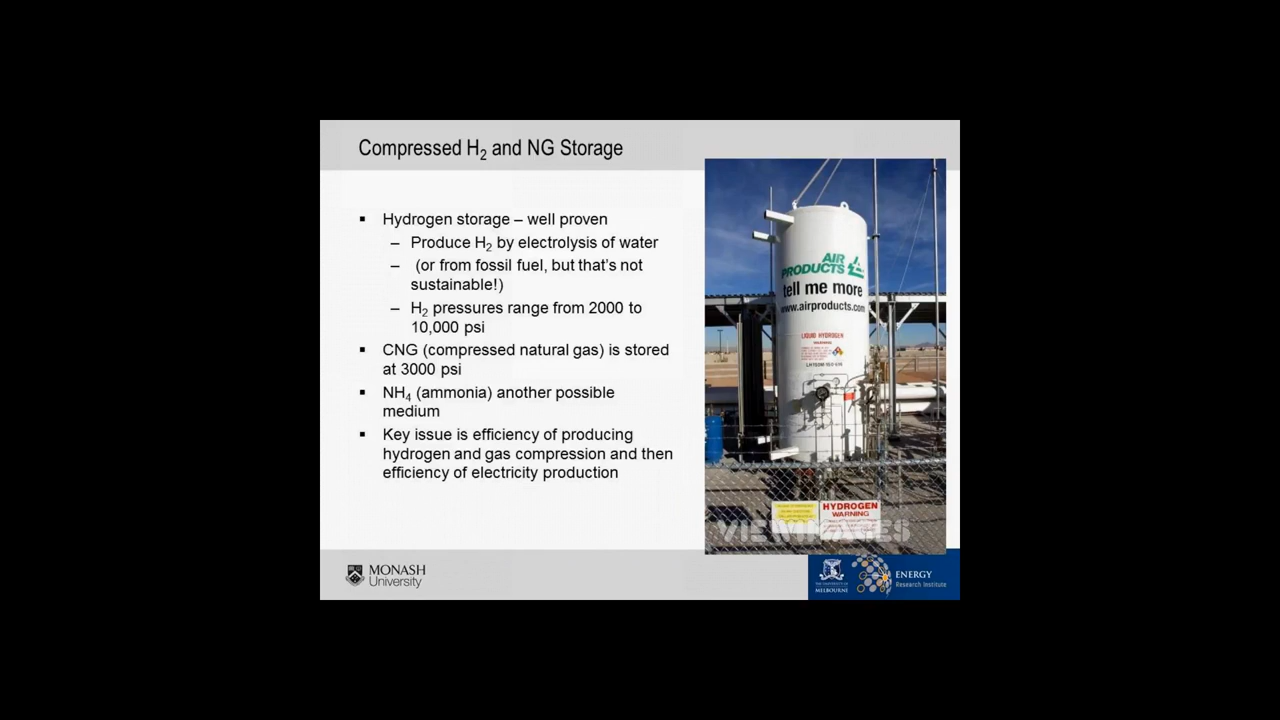 Compressed H₂ and NG Storage
▪ Hydrogen storage – well proven
– Produce H₂ by electrolysis of water
– (or from fossil fuel, but that's not
sustainable!)
– H₂ pressures range from 2000 to
10,000 psi
▪ CNG (compressed natural gas) is stored
at 3000 psi
▪ NH₄ (ammonia) another possible
medium
▪ Key issue is efficiency of producing
hydrogen and gas compression and then
efficiency of electricity production
AIR
PRODUCTS
tell me more
www.airproducts.com
LIQUID HYDROGEN
HYDROGEN
WARNING
MONASH
University
THE UNIVERSITY OF
MELBOURNE
ENERGY
Research Institute